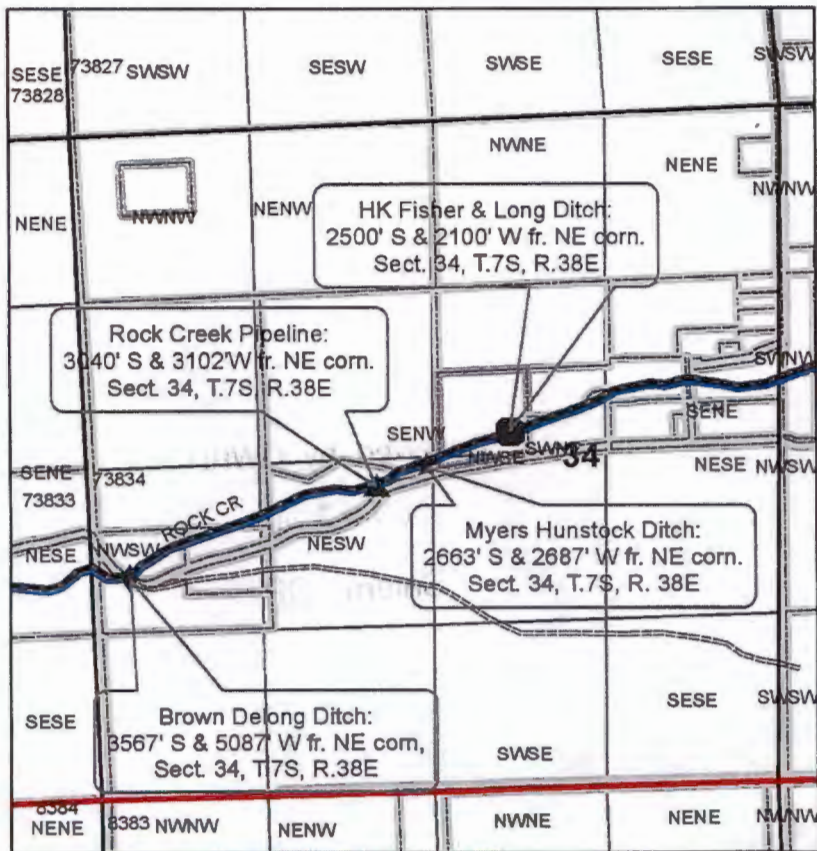 SESE
73827 SWSW
SESW
SWSE
SESE
SWSW
73828
NWNE
NENE
NWNW
NENE
NWNW
NENW
HK Fisher & Long Ditch:
2500' S & 2100' W fr. NE corn.
Sect. 34, T.7S, R.38E
Rock Creek Pipeline:
3040' S & 3102'W fr. NE corn.
Sect. 34, T.7S, R.38E
SWNW
SENE
SENW
SWNE
34
NWSE
NESE
NWSW
SENE
73834
73833
ROCK CR
NESE
NWSW
NESW
Myers Hunstock Ditch:
2663' S & 2687' W fr. NE corn.
Sect. 34, T.7S, R. 38E
SESE
Brown Delong Ditch:
3567' S & 5087' W fr. NE corn,
Sect. 34, T.7S, R.38E
SWSE
SESE
SWSW
8384
NENE
8383 NWNW
NENW
NWNE
NENE
NWNW